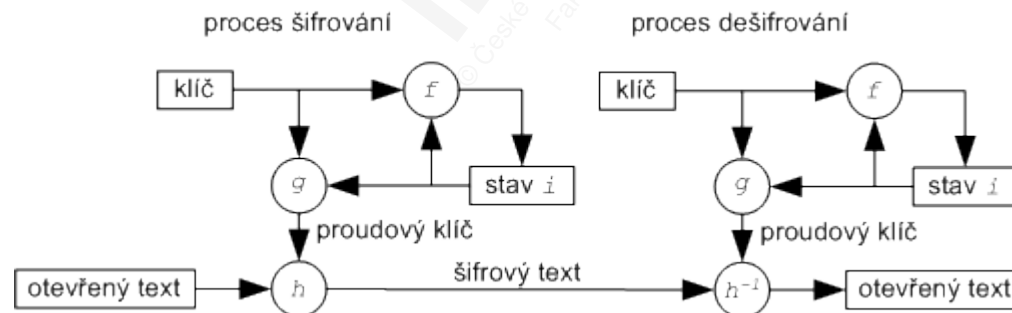 proces šifrování
proces dešifrování
klíč
f
klíč
f
g
stav i
g
stav i
proudový klíč
proudový klíč
otevřený text
h
šifrový text
h⁻¹
otevřený text
© České